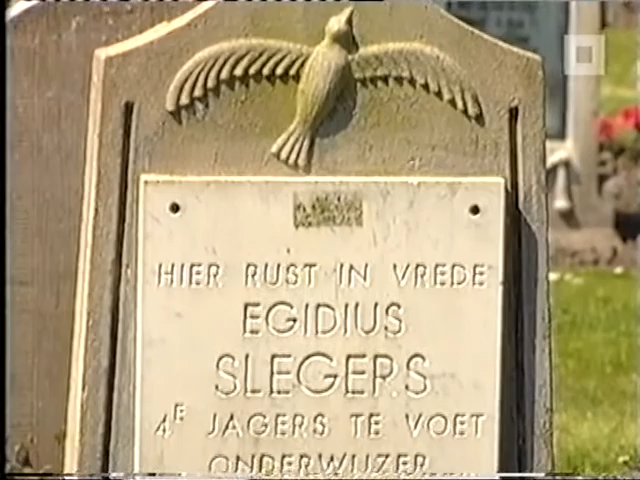 HIER RUST IN VREDE
EGIDIUS
SLEGERS
4E JAGERS TE VOET
ONDERWIJZER